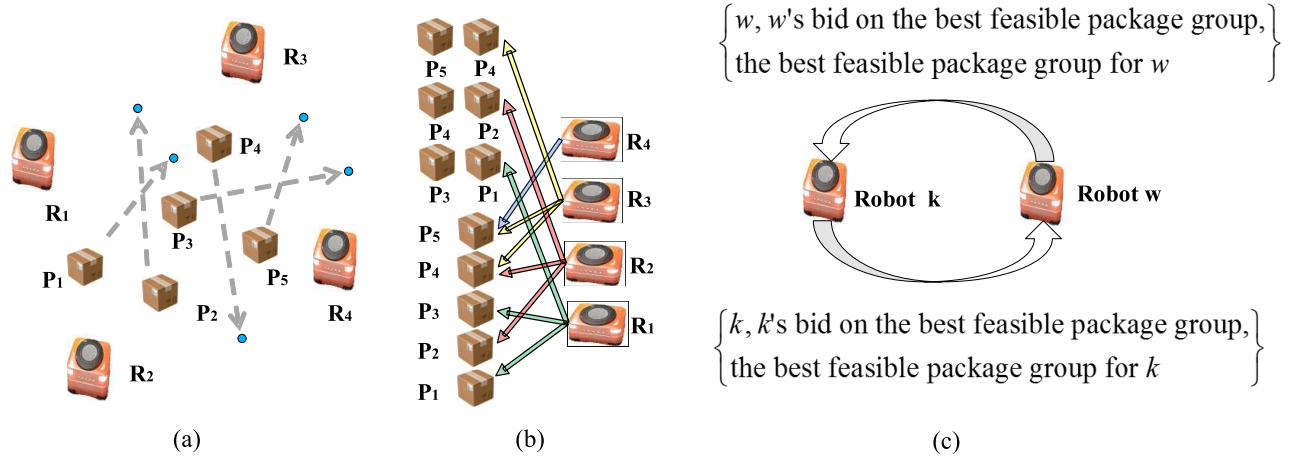 R3
P4
R1
P3
P1
P5
P2
R4
R2
(a)
P5 P4
P4 P2
R4
P3 P1
R3
P5
P4
R2
P3
R1
P2
P1
(b)
w, w's bid on the best feasible package group,
the best feasible package group for w
Robot k
Robot w
k, k's bid on the best feasible package group,
the best feasible package group for k
(c)